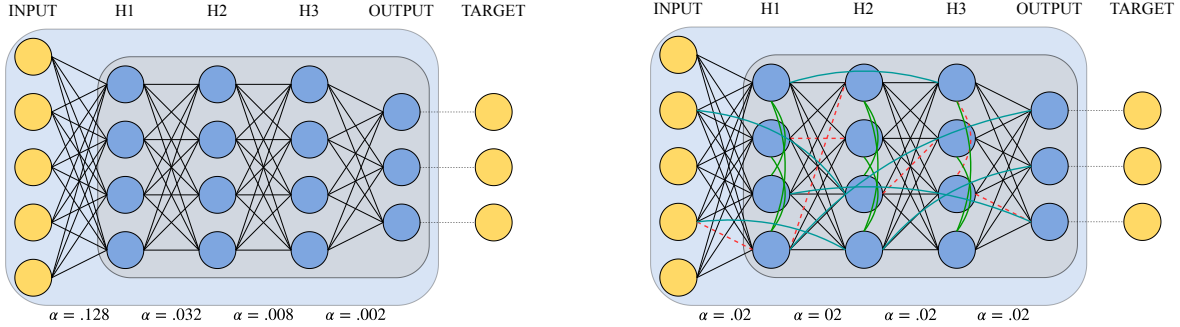 INPUT H1 H2 H3 OUTPUT TARGET
α = .128 α = .032 α = .008 α = .002
INPUT H1 H2 H3 OUTPUT TARGET
α = .02 α = 02 α = .02 α = .02